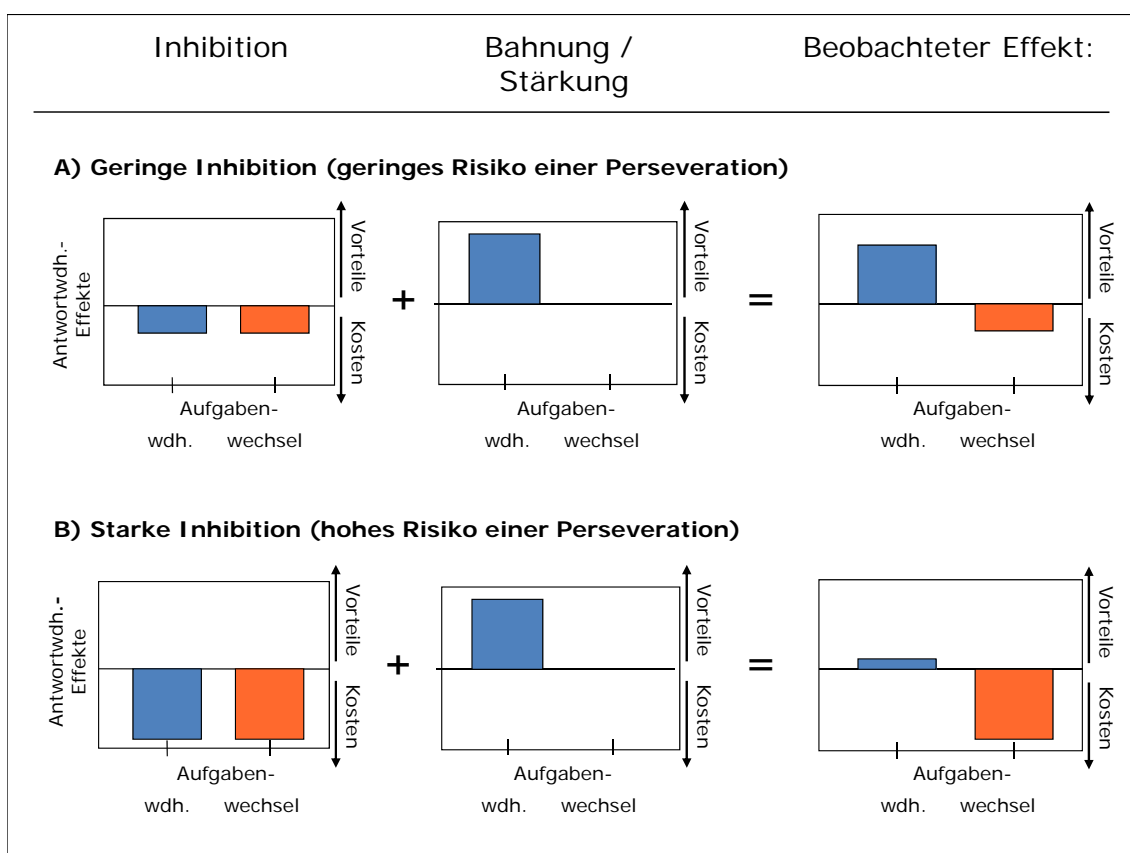 Inhibition
Bahnung /
Stärkung
Beobachteter Effekt:
A) Geringe Inhibition (geringes Risiko einer Perseveration)
Antwortwdh.-
Effekte
Vorteile
Kosten
+
Vorteile
Kosten
=
Vorteile
Kosten
Aufgaben-
wdh. wechsel
Aufgaben-
wdh. wechsel
Aufgaben-
wdh. wechsel
B) Starke Inhibition (hohes Risiko einer Perseveration)
Antwortwdh.-
Effekte
Vorteile
Kosten
+
Vorteile
Kosten
=
Vorteile
Kosten
Aufgaben-
wdh. wechsel
Aufgaben-
wdh. wechsel
Aufgaben-
wdh. wechsel